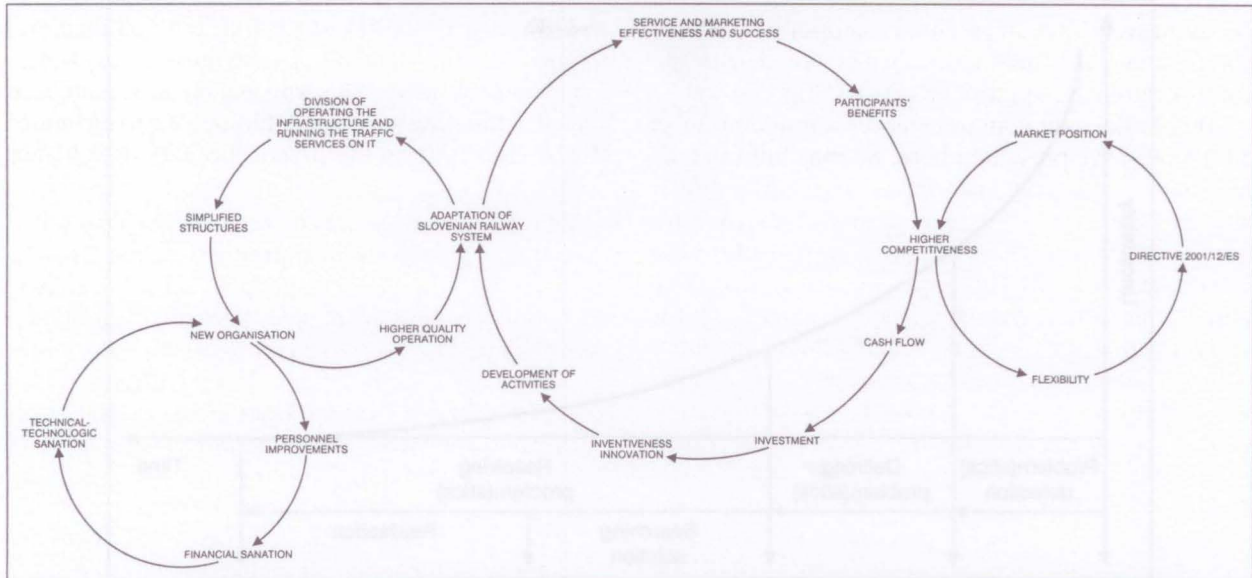 SERVICE AND MARKETING
EFFECTIVENESS AND SUCCESS
DIVISION OF
OPERATING THE
INFRASTRUCTURE AND
RUNNING THE TRAFFIC
SERVICES ON IT
PARTICIPANTS'
BENEFITS
MARKET POSITION
SIMPLIFIED
STRUCTURES
ADAPTATION OF
SLOVENIAN RAILWAY
SYSTEM
HIGHER
COMPETITIVENESS
DIRECTIVE 2001/12/ES
NEW ORGANISATION
HIGHER QUALITY
OPERATION
CASH FLOW
DEVELOPMENT OF
ACTIVITIES
FLEXIBILITY
TECHNICAL-
TECHNOLOGIC
SANATION
PERSONNEL
IMPROVEMENTS
INVENTIVENESS
INNOVATION
INVESTMENT
FINANCIAL SANATION